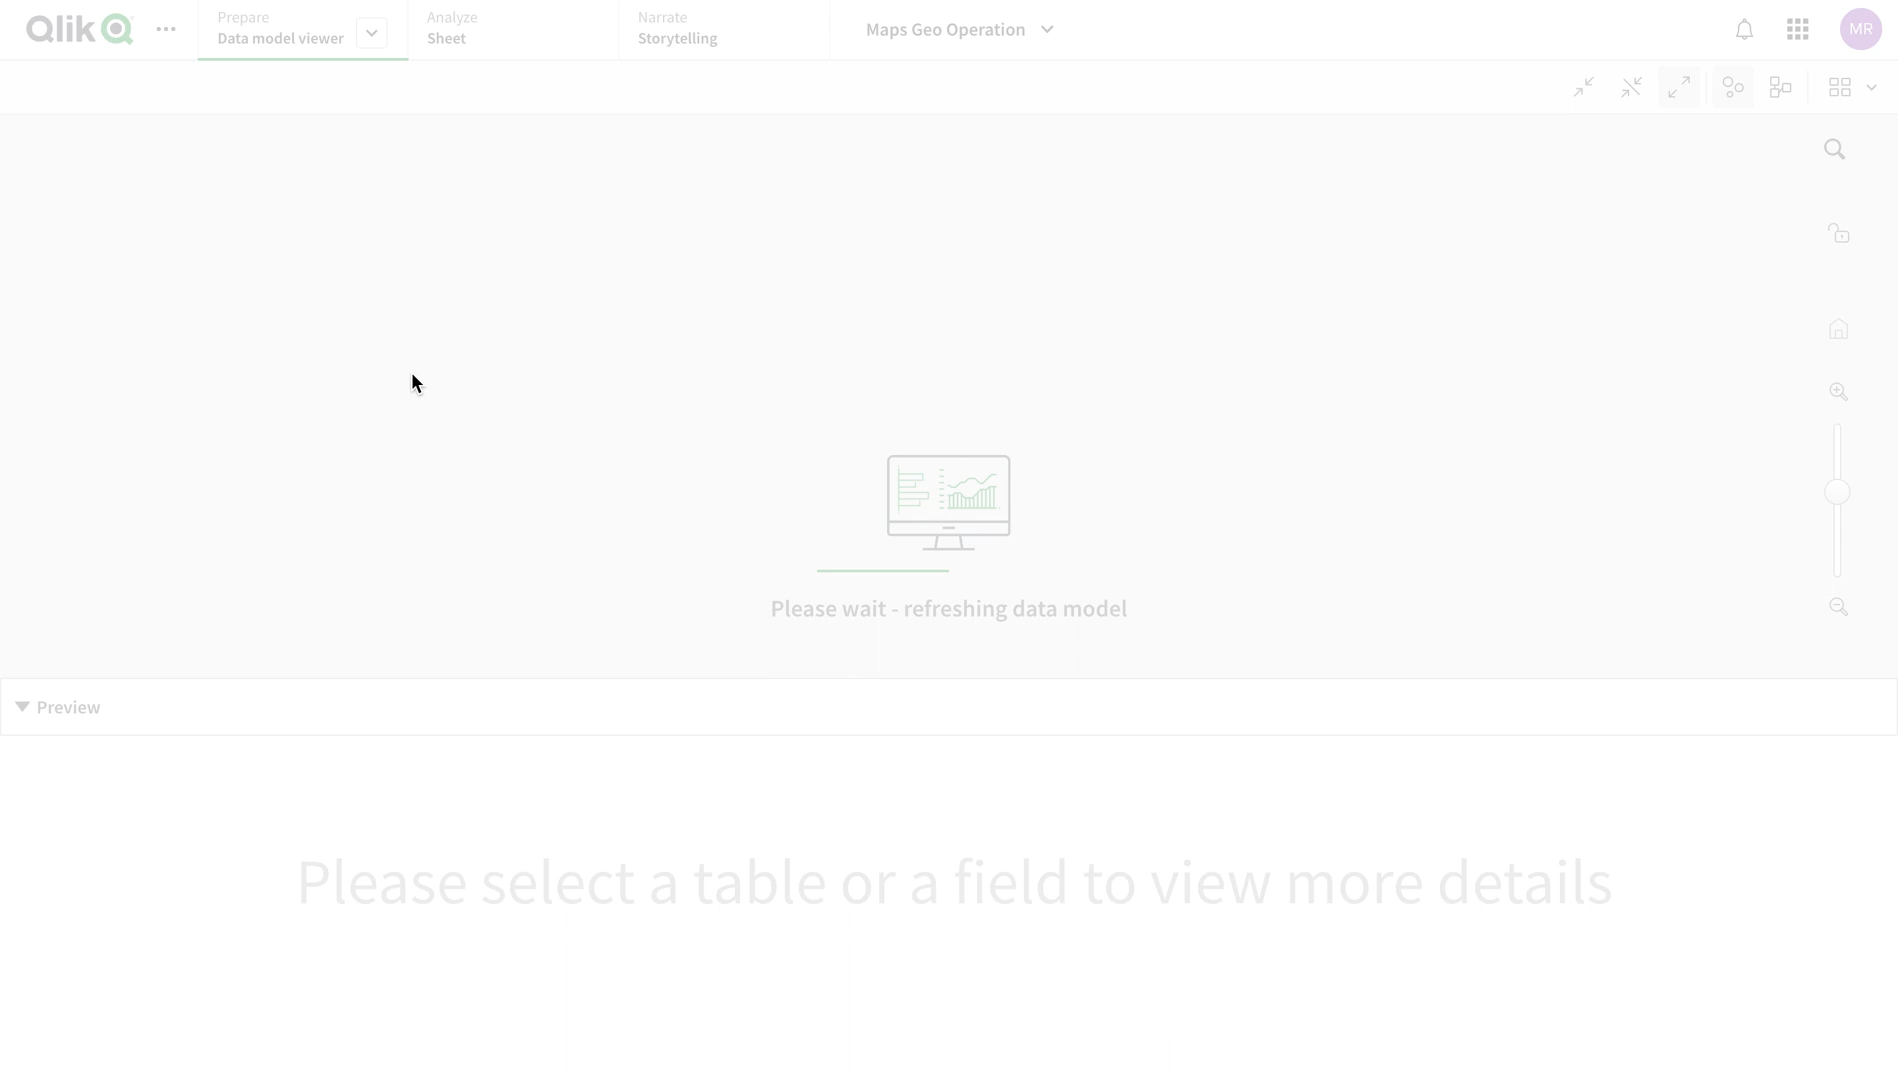 Qlik
Prepare
Data model viewer
Analyze
Sheet
Narrate
Storytelling
Maps Geo Operation
MR
Please wait - refreshing data model
Preview
Please select a table or a field to view more details